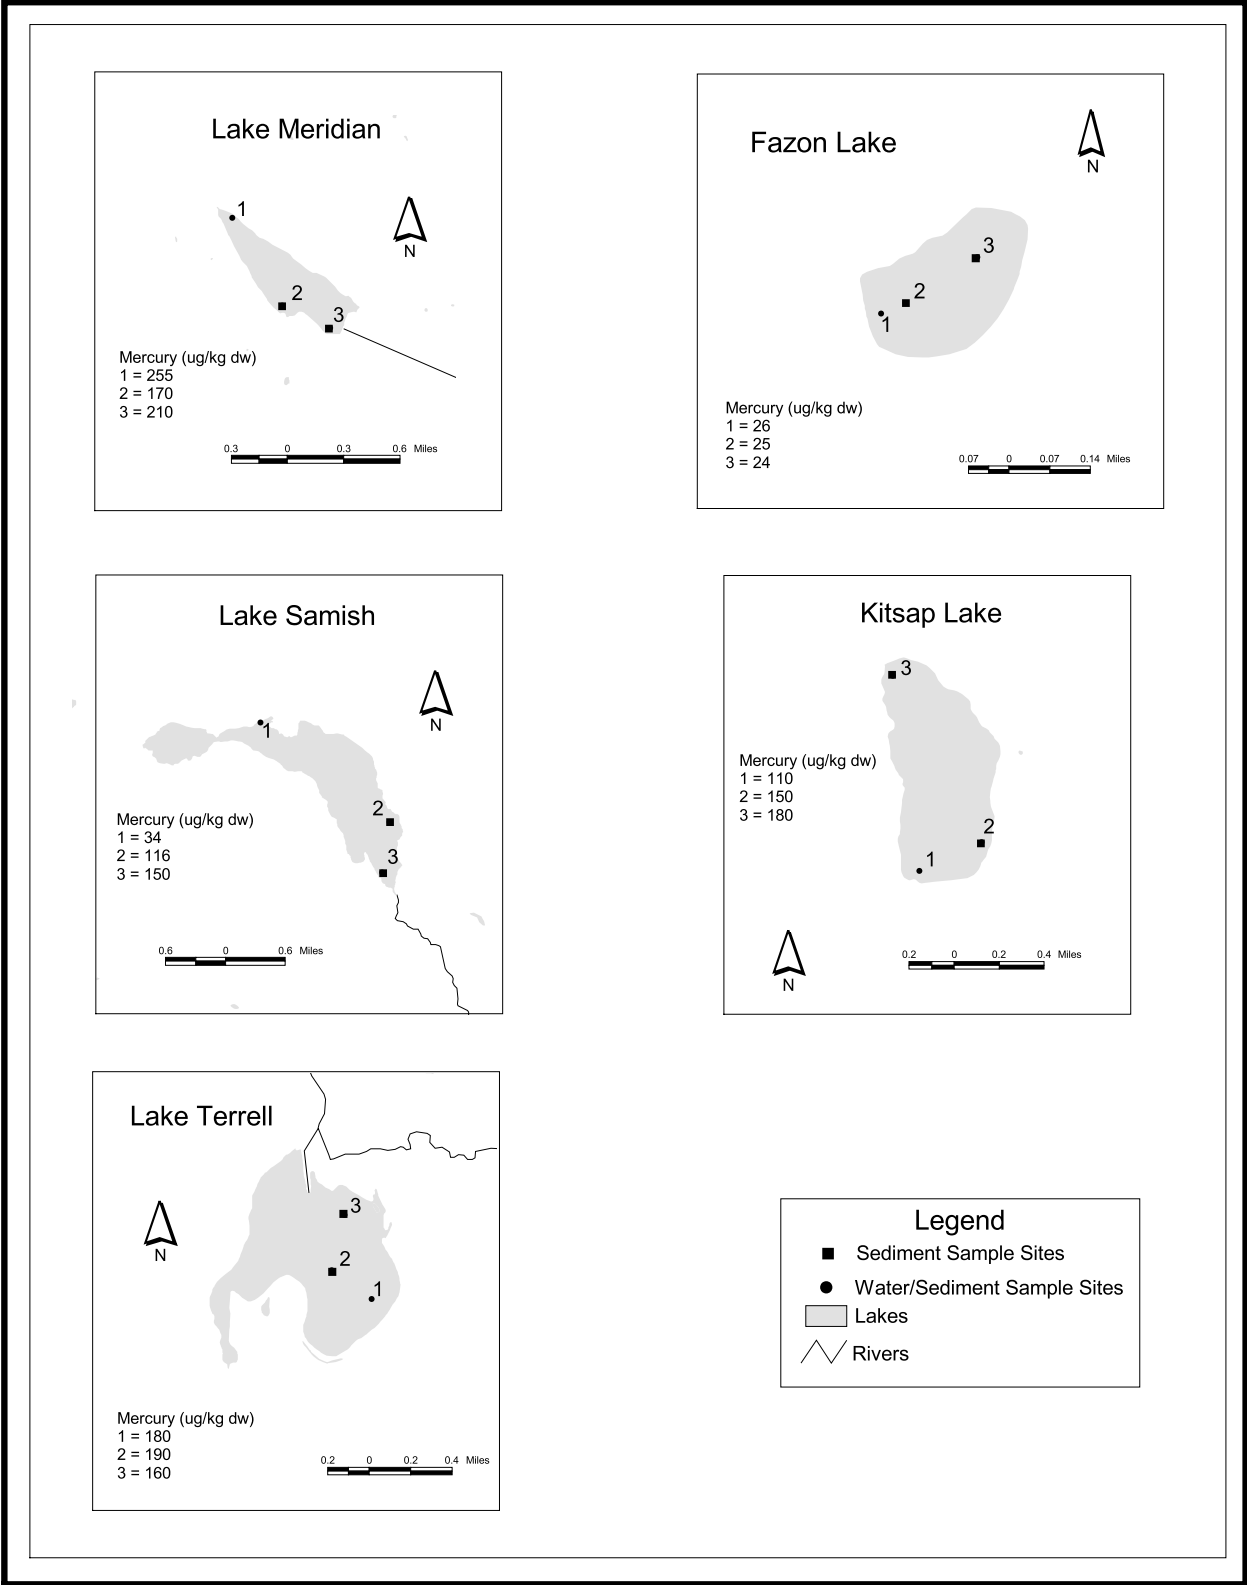 Lake Meridian
1
N
2
3
Mercury (ug/kg dw)
1 = 255
2 = 170
3 = 210
0.3 0 0.3 0.6 Miles
Fazon Lake
N
3
2
1
Mercury (ug/kg dw)
1 = 26
2 = 25
3 = 24
0.07 0 0.07 0.14 Miles
Lake Samish
N
1
2
3
Mercury (ug/kg dw)
1 = 34
2 = 116
3 = 150
0.6 0 0.6 Miles
Kitsap Lake
3
Mercury (ug/kg dw)
1 = 110
2 = 150
3 = 180
2
1
N
0.2 0 0.2 0.4 Miles
Lake Terrell
N
3
2
1
Mercury (ug/kg dw)
1 = 180
2 = 190
3 = 160
0.2 0 0.2 0.4 Miles
Legend
Sediment Sample Sites
Water/Sediment Sample Sites
Lakes
Rivers